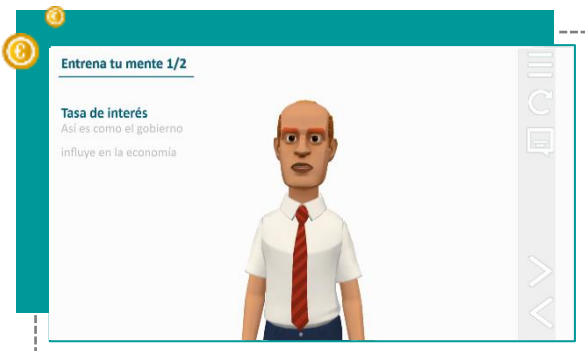 Entrena tu mente 1/2
Tasa de interés
Así es como el gobierno
influye en la economía